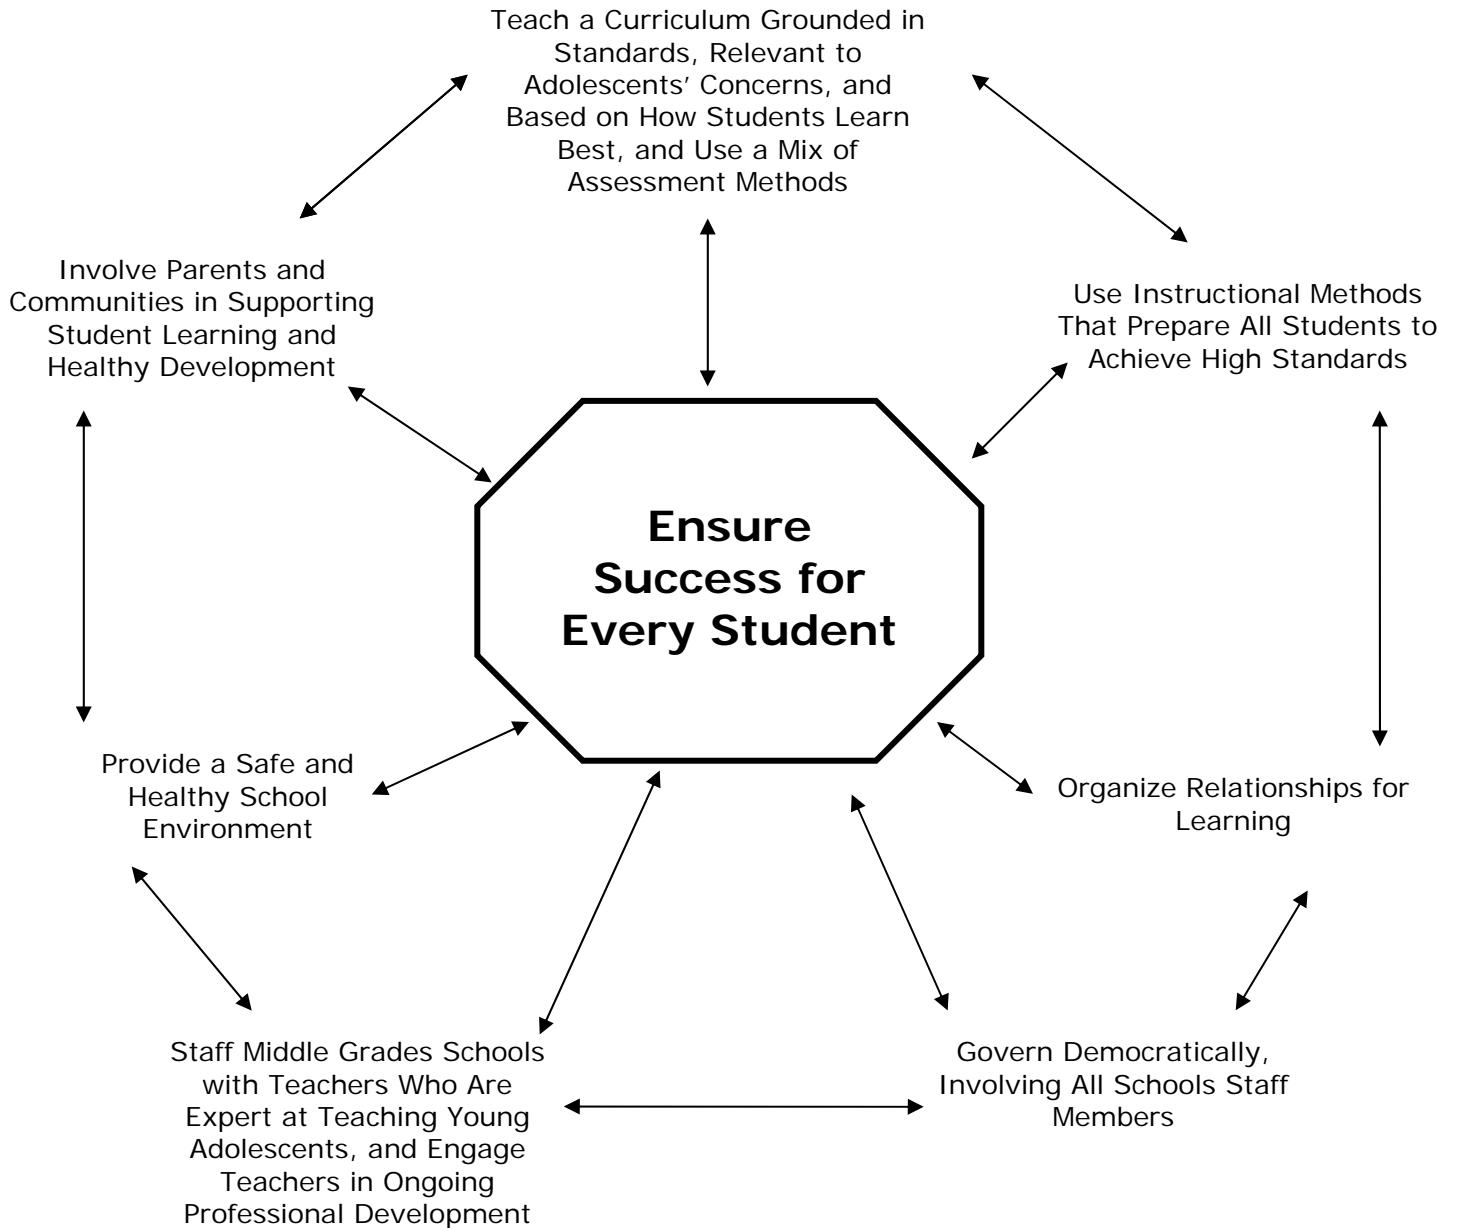 Teach a Curriculum Grounded in
Standards, Relevant to
Adolescents’ Concerns, and
Based on How Students Learn
Best, and Use a Mix of
Assessment Methods
Involve Parents and
Communities in Supporting
Student Learning and
Healthy Development
Use Instructional Methods
That Prepare All Students to
Achieve High Standards
Ensure
Success for
Every Student
Provide a Safe and
Healthy School
Environment
Organize Relationships for
Learning
Staff Middle Grades Schools
with Teachers Who Are
Expert at Teaching Young
Adolescents, and Engage
Teachers in Ongoing
Professional Development
Govern Democratically,
Involving All Schools Staff
Members